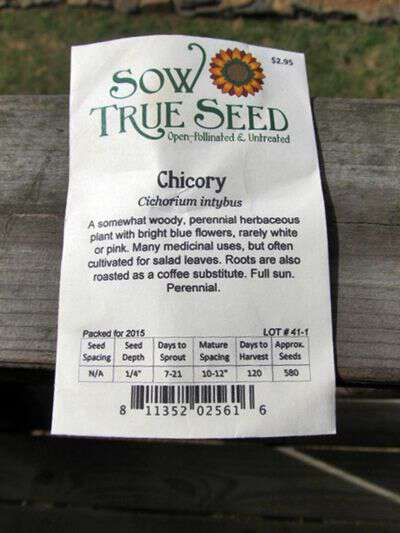 $2.95
SOW
TRUE SEED
Open-Pollinated & Untreated
Chicory
Cichorium intybus
A somewhat woody, perennial herbaceous
plant with bright blue flowers, rarely white
or pink. Many medicinal uses, but often
cultivated for salad leaves. Roots are also
roasted as a coffee substitute. Full sun.
Perennial.
Packed for 2015 LOT # 41-1
Seed Spacing Seed Depth Days to Sprout Mature Spacing Days to Harvest Approx. Seeds
N/A 1/4" 7-21 10-12" 120 580
8 11352 02561 6